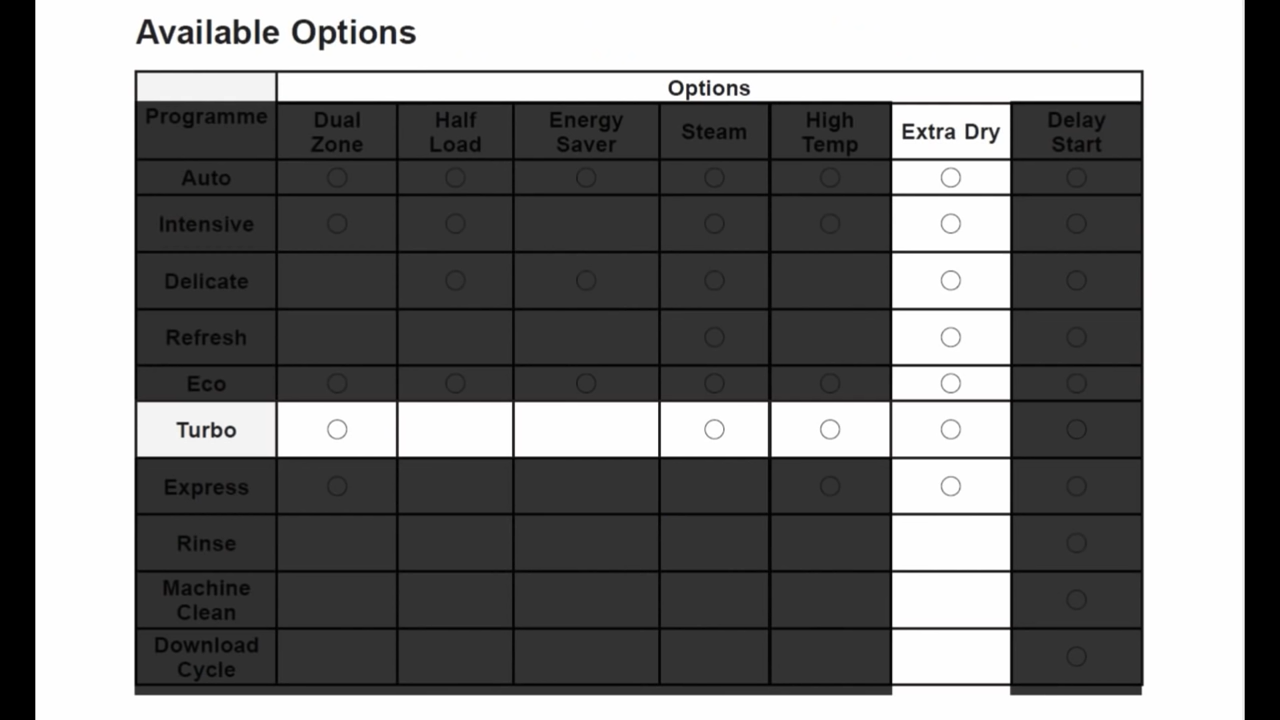 Available Options
Options
Programme
Dual
Zone
Half
Load
Energy
Saver
Steam
High
Temp
Extra Dry
Delay
Start
Auto
Intensive
Delicate
Refresh
Eco
Turbo
Express
Rinse
Machine
Clean
Download
Cycle